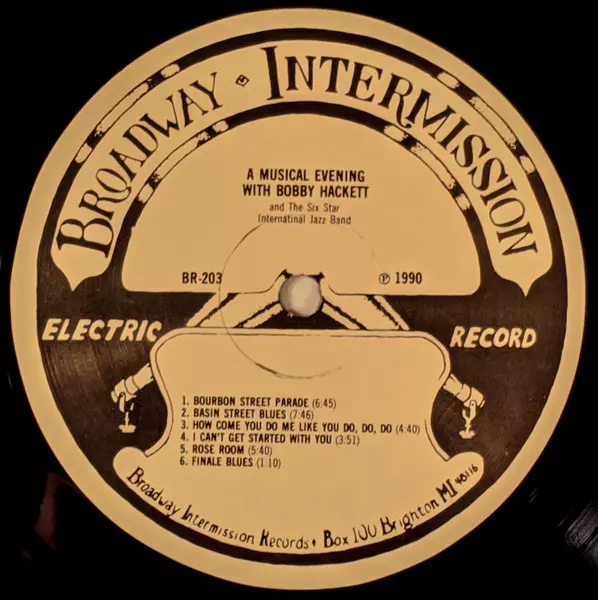 BROADWAY • INTERMISSION
A MUSICAL EVENING
WITH BOBBY HACKETT
and The Six Star
Internatinal Jazz Band
BR-203
℗ 1990
ELECTRIC
RECORD
1. BOURBON STREET PARADE (6:45)
2. BASIN STREET BLUES (7:46)
3. HOW COME YOU DO ME LIKE YOU DO, DO, DO (4:40)
4. I CAN'T GET STARTED WITH YOU (3:51)
5. ROSE ROOM (5:40)
6. FINALE BLUES (1.10)
Broadway Intermission Records • Box 100 Brighton MI 48116